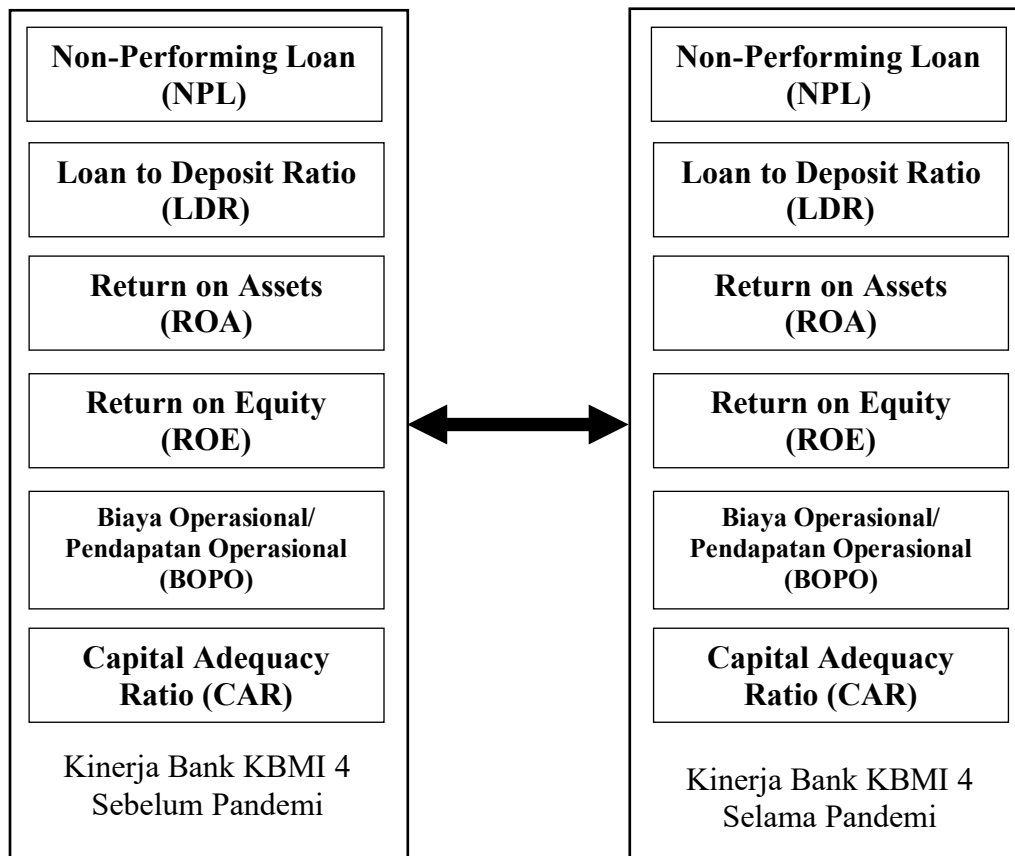 Non-Performing Loan
(NPL)
Loan to Deposit Ratio
(LDR)
Return on Assets
(ROA)
Return on Equity
(ROE)
Biaya Operasional/
Pendapatan Operasional
(BOPO)
Capital Adequacy
Ratio (CAR)
Kinerja Bank KBMI 4
Sebelum Pandemi
Non-Performing Loan
(NPL)
Loan to Deposit Ratio
(LDR)
Return on Assets
(ROA)
Return on Equity
(ROE)
Biaya Operasional/
Pendapatan Operasional
(BOPO)
Capital Adequacy
Ratio (CAR)
Kinerja Bank KBMI 4
Selama Pandemi